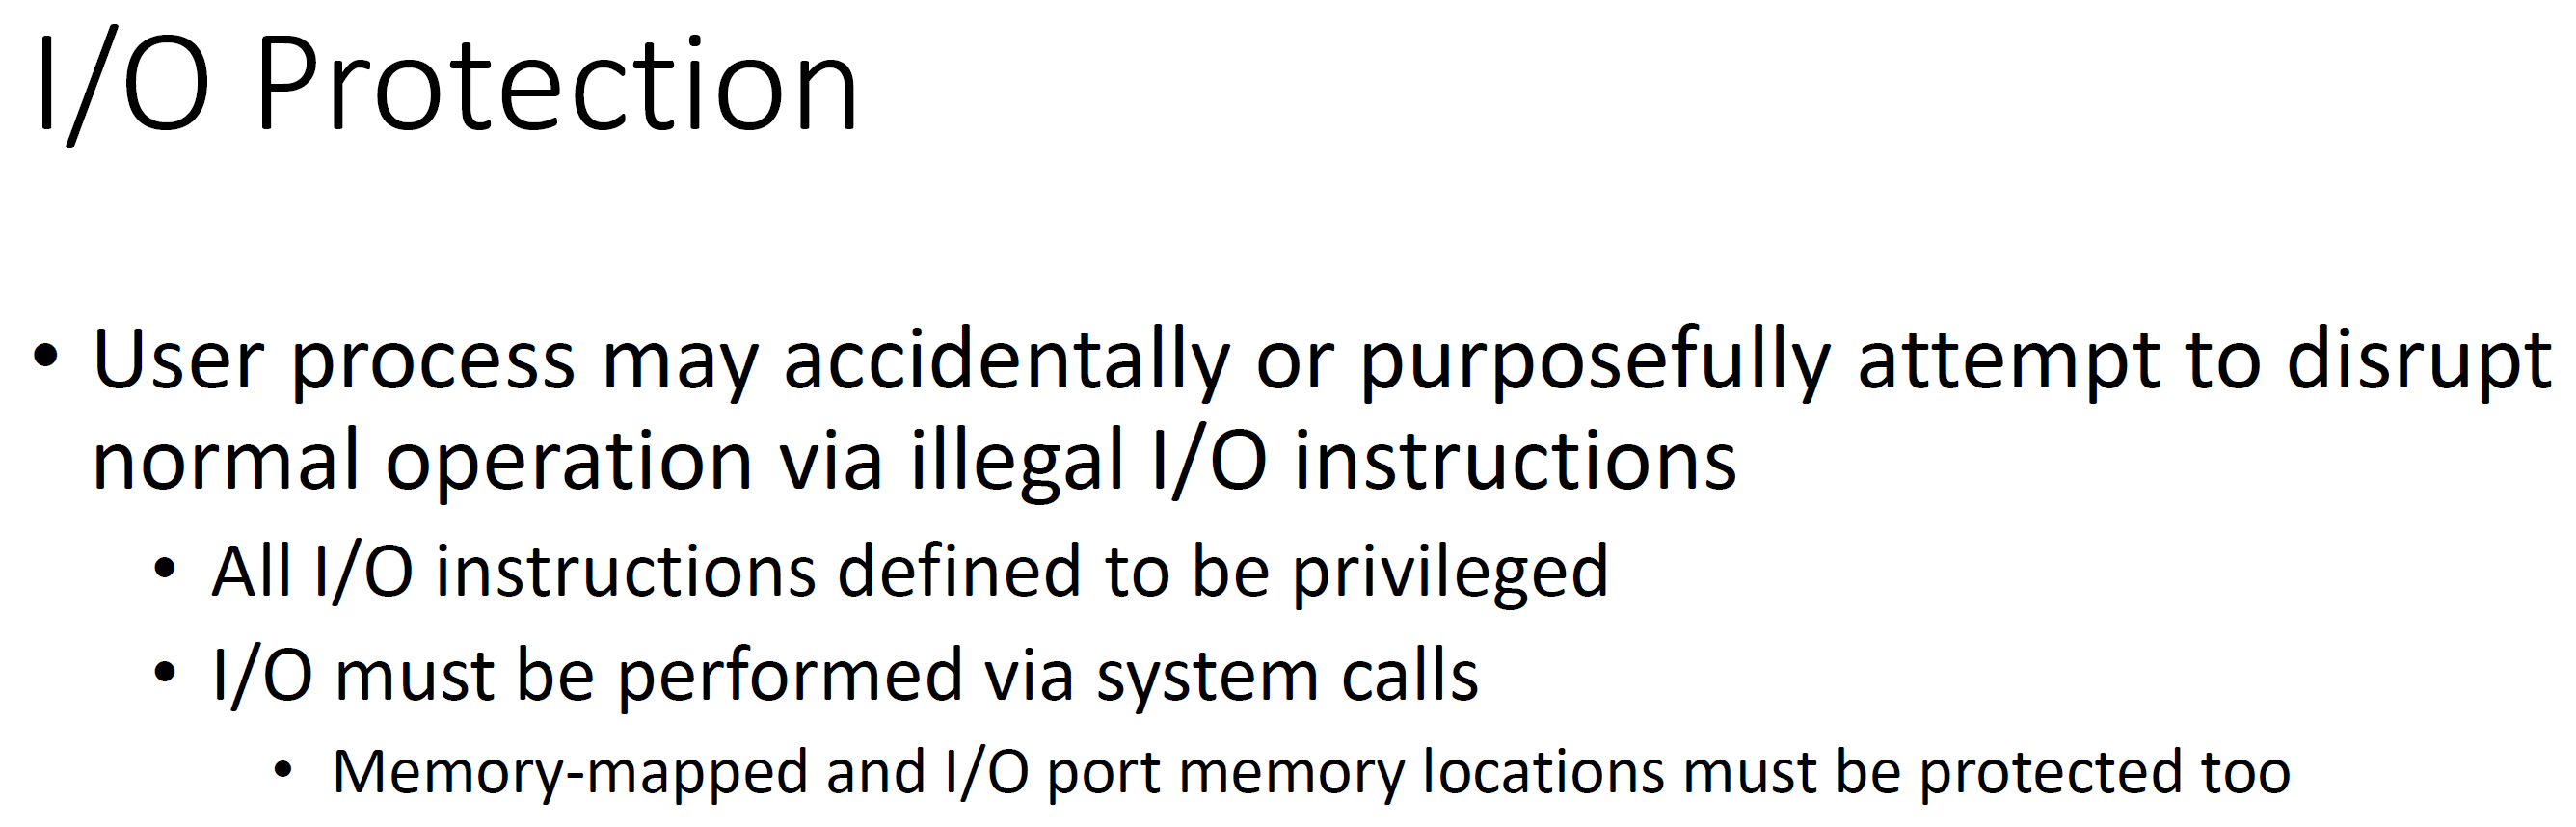 I/O Protection
• User process may accidentally or purposefully attempt to disrupt
normal operation via illegal I/O instructions
• All I/O instructions defined to be privileged
• I/O must be performed via system calls
• Memory-mapped and I/O port memory locations must be protected too